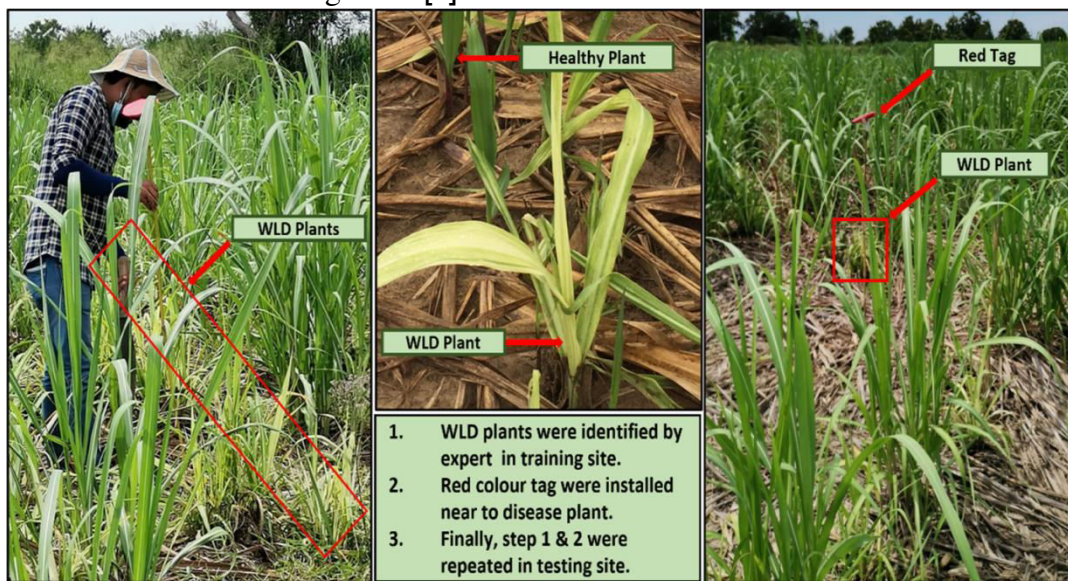 WLD Plants
Healthy Plant
WLD Plant
1. WLD plants were identified by
expert in training site.
2. Red colour tag were installed
near to disease plant.
3. Finally, step 1 & 2 were
repeated in testing site.
Red Tag
WLD Plant